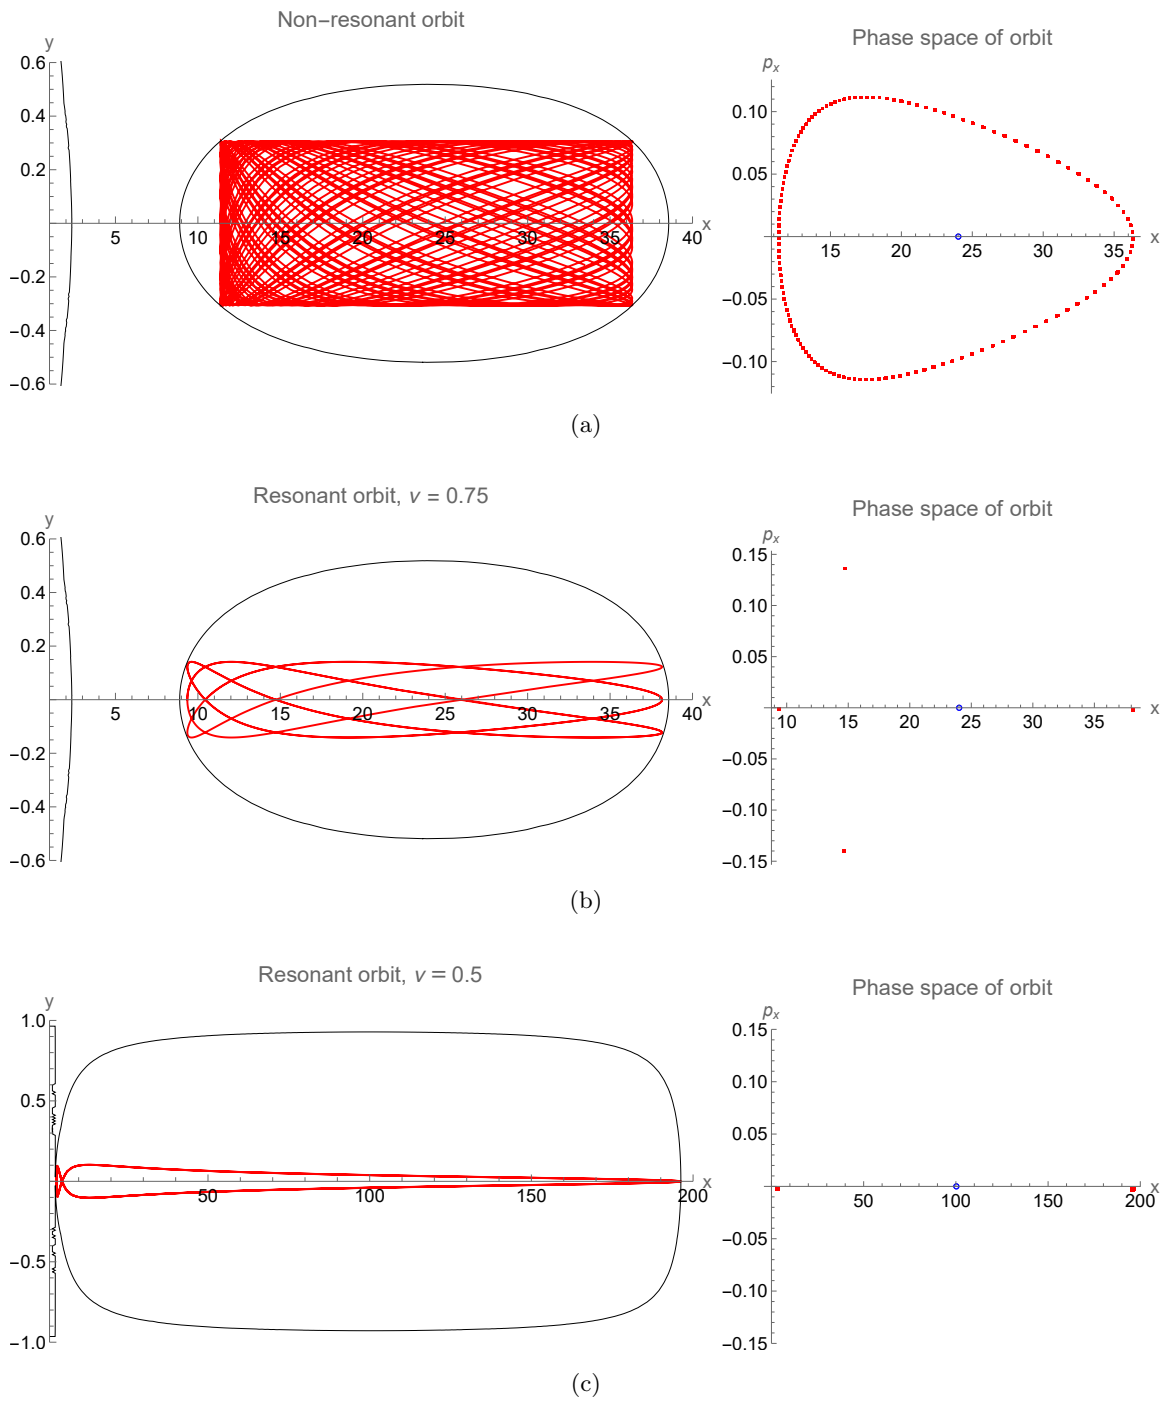 Non−resonant orbit
y
0.6
0.4
0.2
−0.2
−0.4
−0.6
5 10 15 20 25 30 35 40 x
Phase space of orbit
pₓ
0.10
0.05
−0.05
−0.10
15 20 25 30 35 x
(a)
Resonant orbit, ν = 0.75
y
0.6
0.4
0.2
−0.2
−0.4
−0.6
5 10 15 20 25 30 35 40 x
Phase space of orbit
pₓ
0.15
0.10
0.05
−0.05
−0.10
−0.15
10 15 20 25 30 35 x
(b)
Resonant orbit, ν = 0.5
y
1.0
0.5
−0.5
−1.0
50 100 150 200 x
Phase space of orbit
pₓ
0.15
0.10
0.05
−0.05
−0.10
−0.15
50 100 150 200 x
(c)